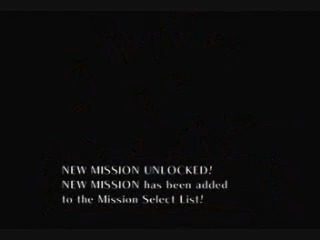 NEW MISSION UNLOCKED!
NEW MISSION has been added
to the Mission Select List!